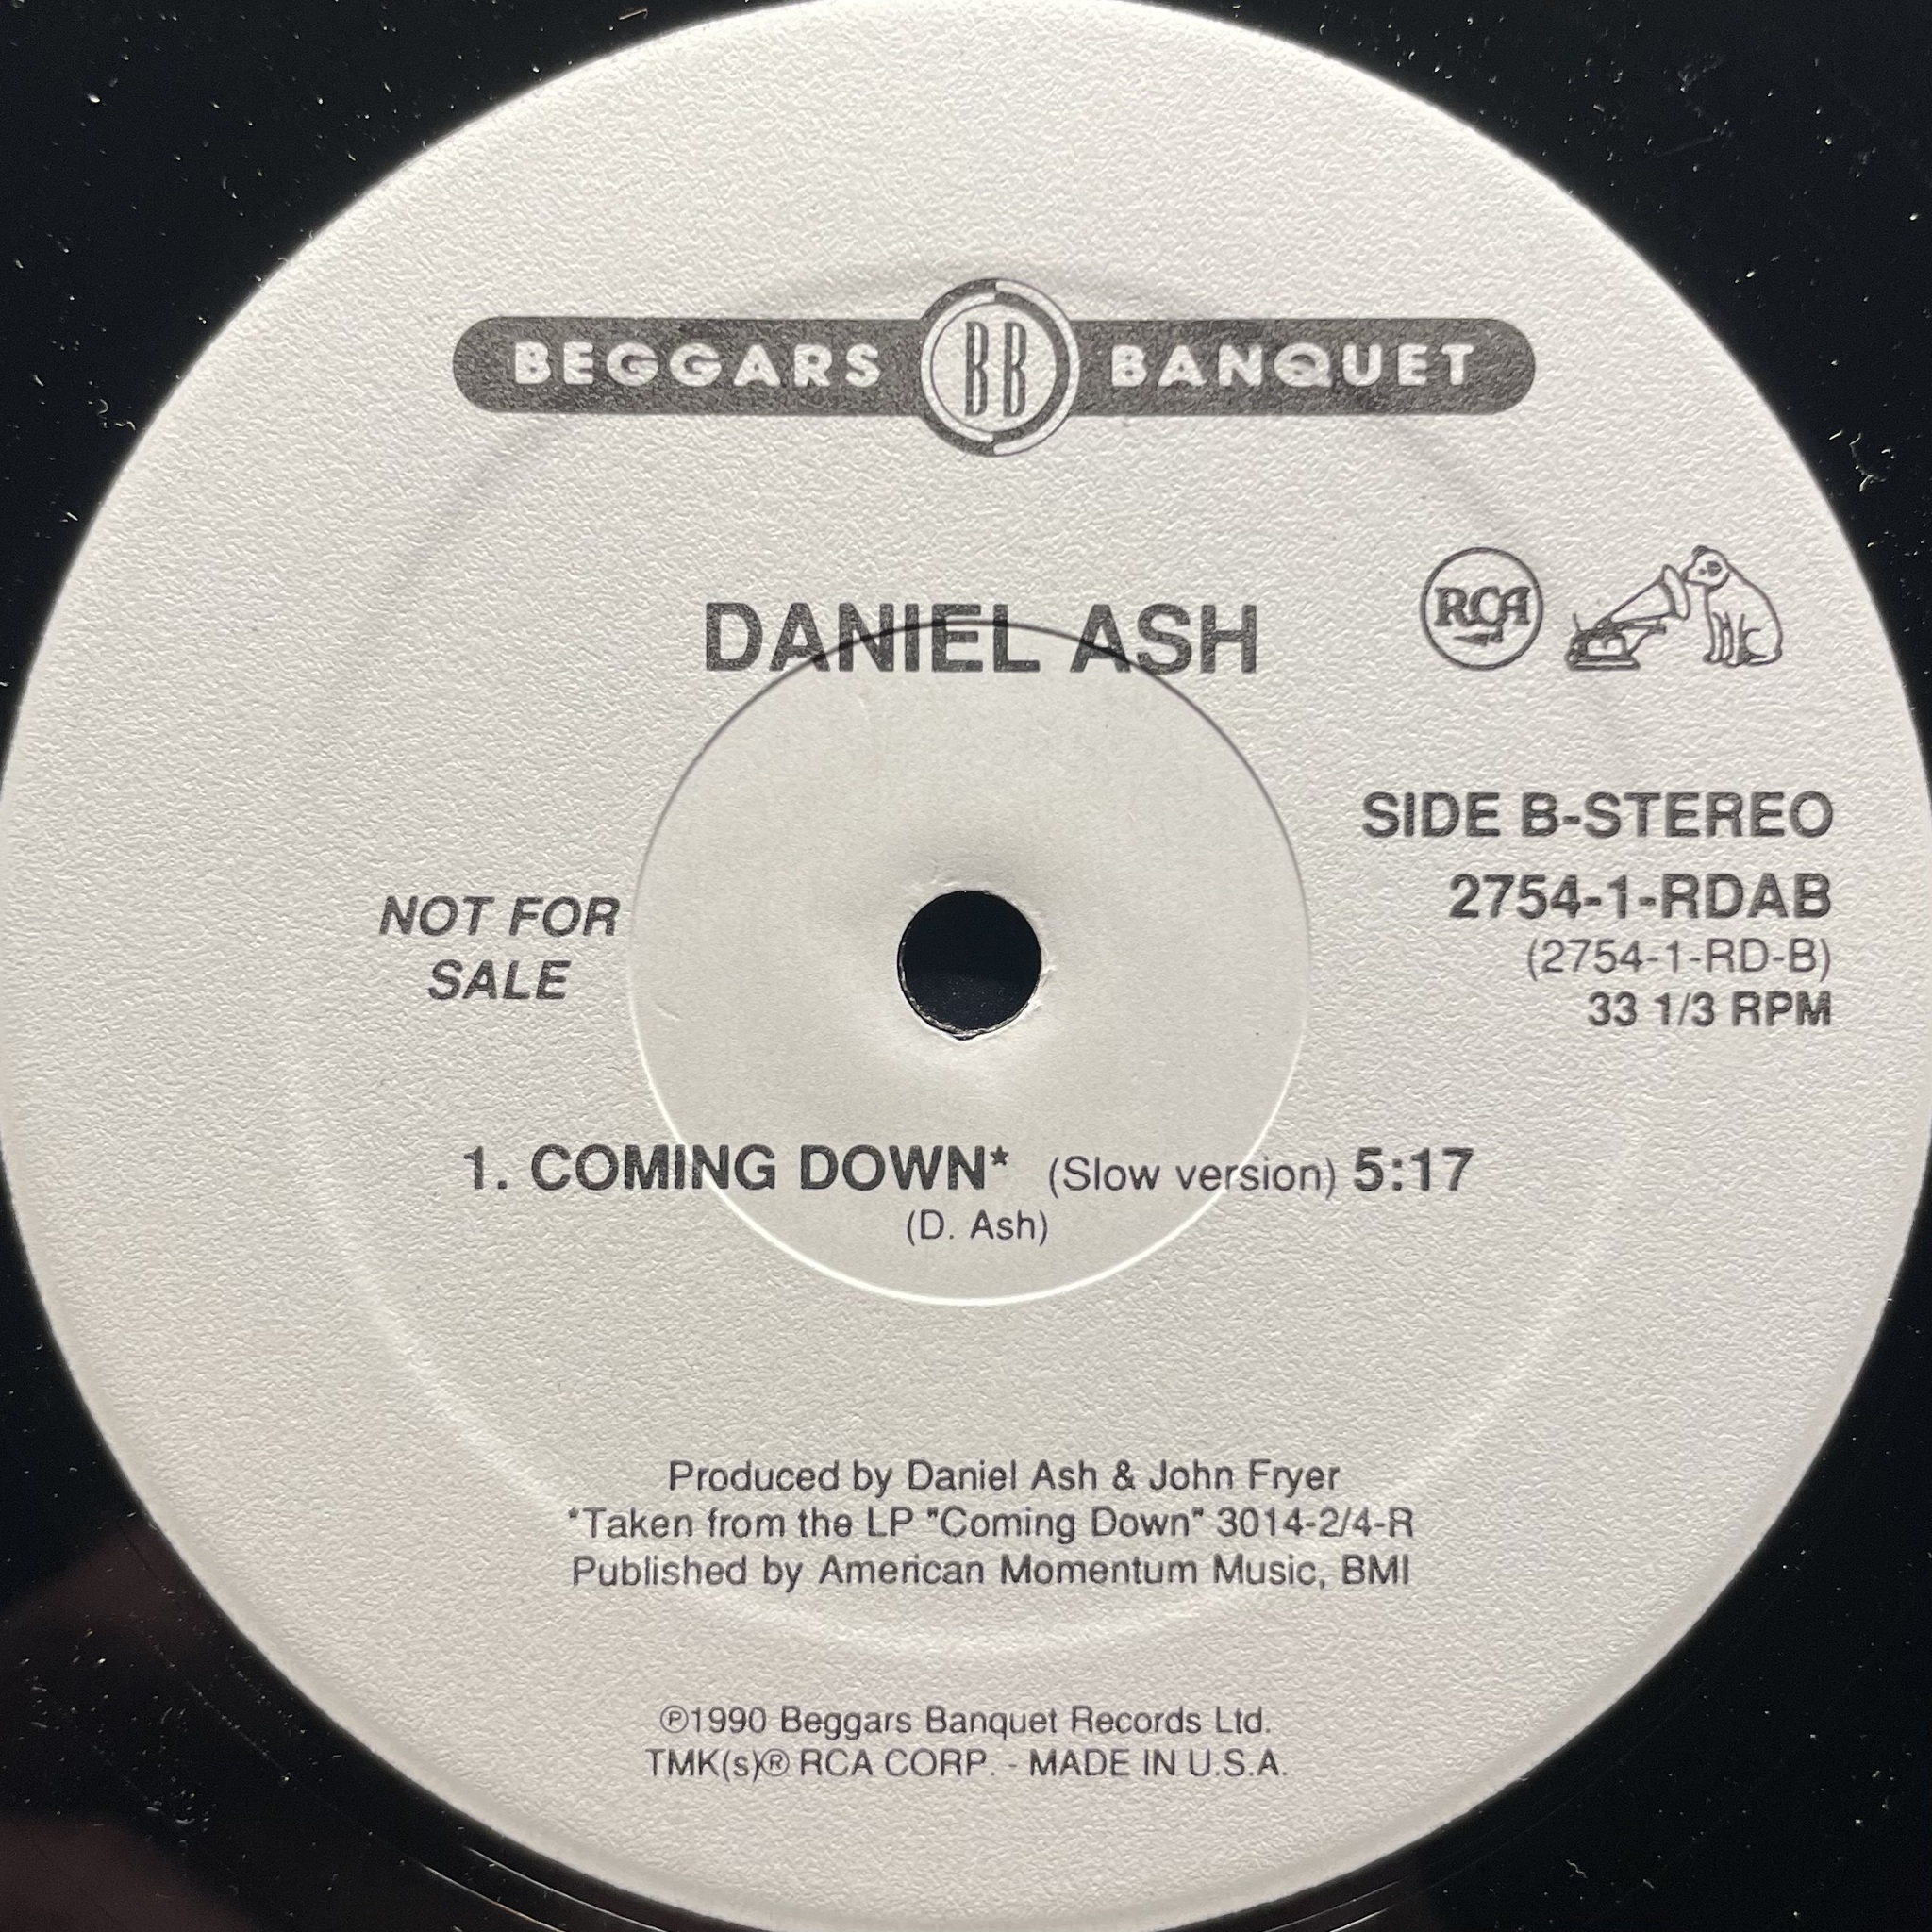 BEGGARS BB BANQUET
DANIEL ASH
RCA
SIDE B-STEREO
2754-1-RDAB
(2754-1-RD-B)
33 1/3 RPM
NOT FOR
SALE
1. COMING DOWN* (Slow version) 5:17
(D. Ash)
Produced by Daniel Ash & John Fryer
*Taken from the LP "Coming Down" 3014-2/4-R
Published by American Momentum Music, BMI
℗1990 Beggars Banquet Records Ltd.
TMK(s)® RCA CORP. - MADE IN U.S.A.